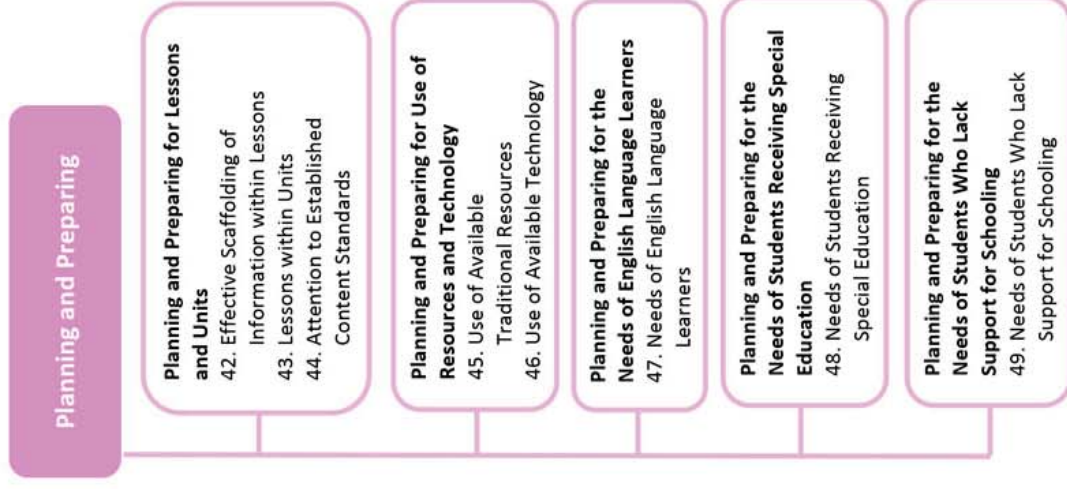 Planning and Preparing
Planning and Preparing for Lessons
and Units
42. Effective Scaffolding of
Information within Lessons
43. Lessons within Units
44. Attention to Established
Content Standards
Planning and Preparing for Use of
Resources and Technology
45. Use of Available
Traditional Resources
46. Use of Available Technology
Planning and Preparing for the
Needs of English Language Learners
47. Needs of English Language
Learners
Planning and Preparing for the
Needs of Students Receiving Special
Education
48. Needs of Students Receiving
Special Education
Planning and Preparing for the
Needs of Students Who Lack
Support for Schooling
49. Needs of Students Who Lack
Support for Schooling